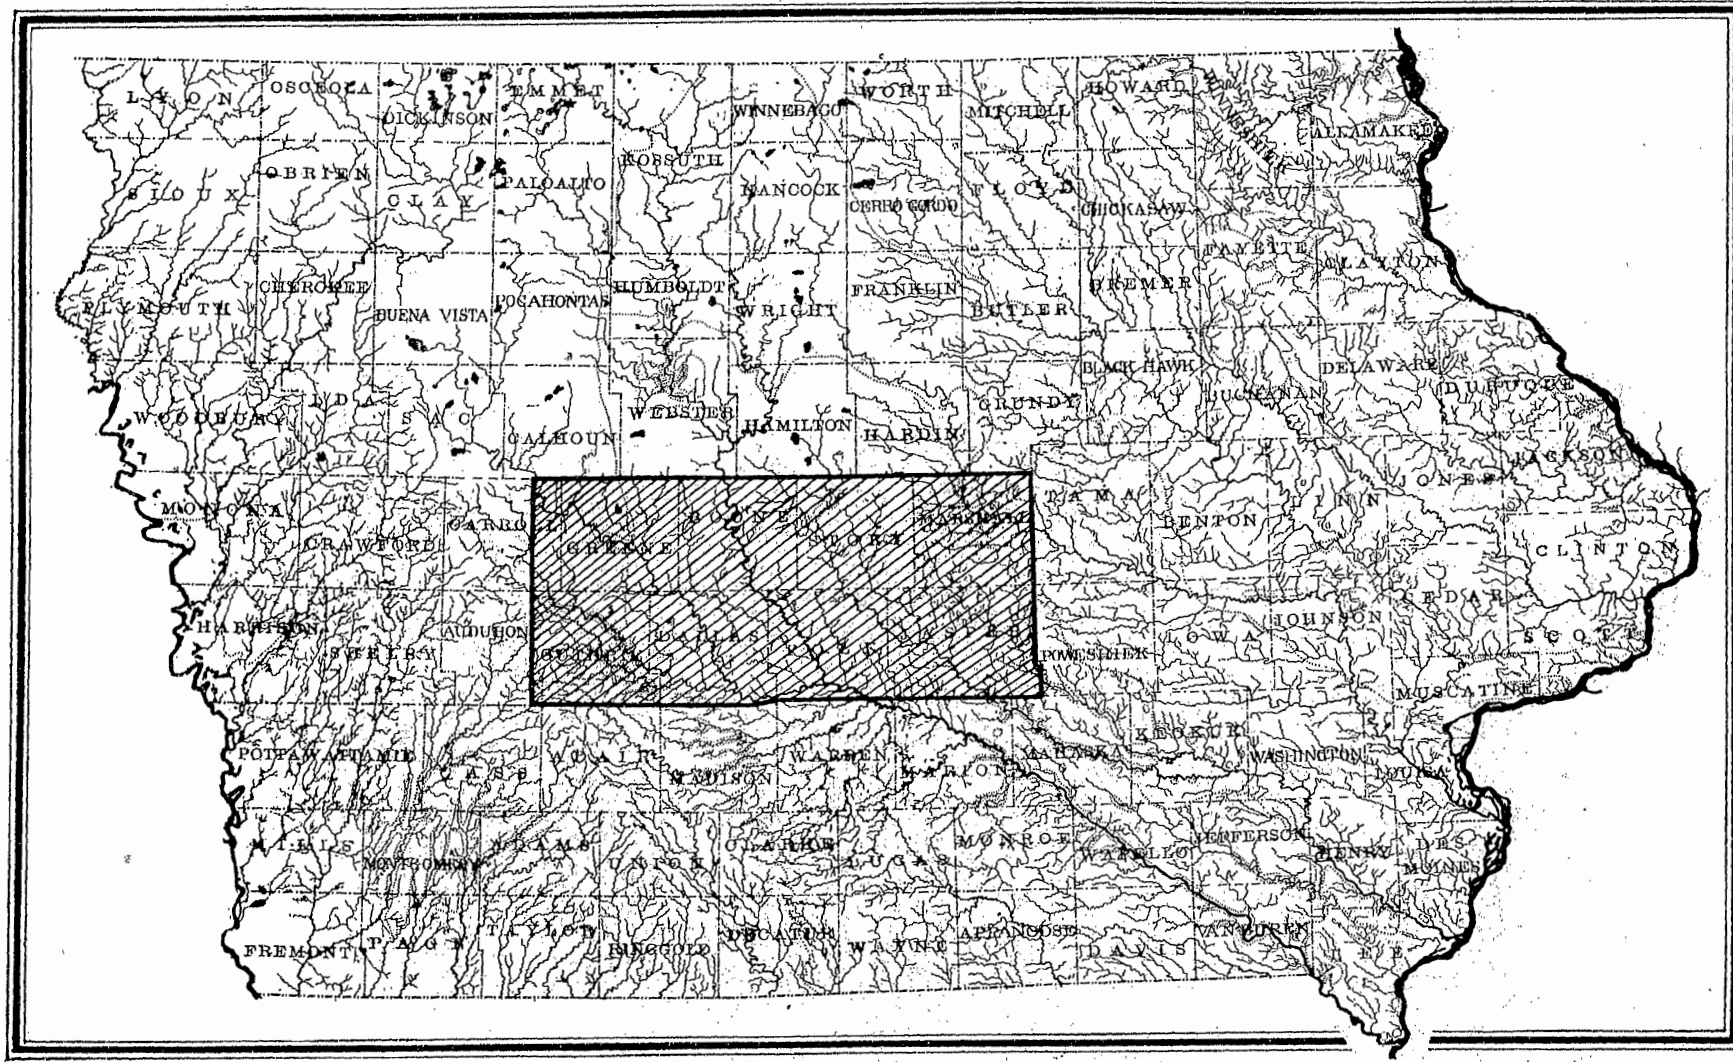 LYON
OSCEOLA
DICKINSON
EMMET
WINNEBAGO
WORTH
MITCHELL
HOWARD
WINNESHIEK
ALLAMAKEE
SIOUX
OBRIEN
CLAY
PALOALTO
KOSSUTH
HANCOCK
CERRO GORDO
FLOYD
CHICKASAW
FAYETTE
CLAYTON
PLYMOUTH
CHEROKEE
BUENA VISTA
POCAHONTAS
HUMBOLDT
WRIGHT
FRANKLIN
BUTLER
BREMER
BLACK HAWK
BUCHANAN
DELAWARE
DUBUQUE
WOODBURY
IDA
SAC
CALHOUN
WEBSTER
HAMILTON
HARDIN
GRUNDY
JACKSON
JONES
LINN
BENTON
TAMA
MARSHALL
STORY
BOONE
GREENE
CARROLL
CRAWFORD
MONONA
CLINTON
HARRISON
SHELBY
AUDUBON
GUTHRIE
DALLAS
POLK
JASPER
POWESHIEK
IOWA
JOHNSON
CEDAR
SCOTT
MUSCATINE
POTTAWATTAMIE
CASS
ADAIR
MADISON
WARREN
MARION
MAHASKA
KEOKUK
WASHINGTON
LOUISA
MILLS
MONTGOMERY
ADAMS
UNION
CLARKE
LUCAS
MONROE
WAPELLO
JEFFERSON
HENRY
DES
MOINES
FREMONT
PAGE
TAYLOR
RINGGOLD
DECATUR
WAYNE
APPANOOSE
DAVIS
VANBUREN
LEE